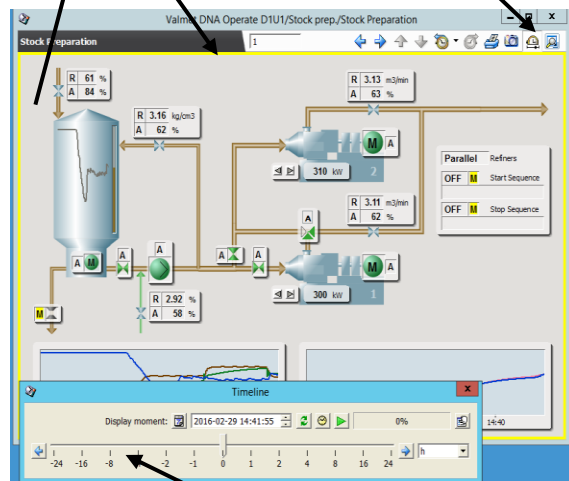 Valmet DNA Operate D1U1/Stock prep./Stock Preparation
Stock Preparation
1
R 61 %
A 84 %
R 3.16 kg/cm3
A 62 %
R 3.13 m3/min
A 63 %
M A
310 kW 2
Parallel Refiners
OFF M Start Sequence
OFF M Stop Sequence
R 3.11 m3/min
A 62 %
A
A M
A
A
A
A
M A
300 kW 1
R 2.92 %
A 58 %
M
14:40
Timeline
Display moment: 2016-02-29 14:41:55 0%
-24 -16 -8 -2 -1 0 1 2 4 8 16 24 h